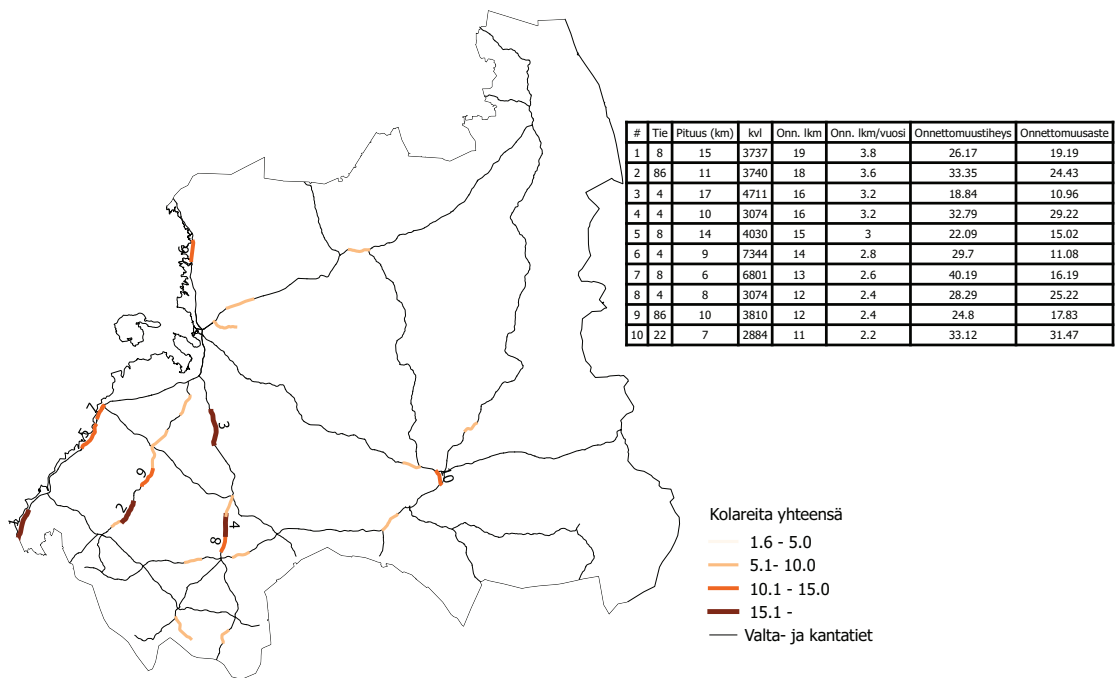 # Tie Pituus (km) kvl Onn. lkm Onn. lkm/vuosi Onnettomuustiheys Onnettomuusaste
1 8 15 3737 19 3.8 26.17 19.19
2 86 11 3740 18 3.6 33.35 24.43
3 4 17 4711 16 3.2 18.84 10.96
4 4 10 3074 16 3.2 32.79 29.22
5 8 14 4030 15 3 22.09 15.02
6 4 9 7344 14 2.8 29.7 11.08
7 8 6 6801 13 2.6 40.19 16.19
8 4 8 3074 12 2.4 28.29 25.22
9 86 10 3810 12 2.4 24.8 17.83
10 22 7 2884 11 2.2 33.12 31.47
7
5
3
9
10
2
4
8
1
Kolareita yhteensä
1.6 - 5.0
5.1- 10.0
10.1 - 15.0
15.1 -
Valta- ja kantatiet